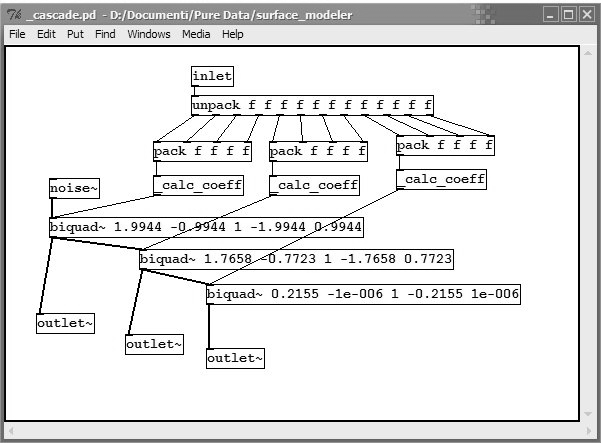 _cascade.pd - D:/Documenti/Pure Data/surface_modeler
File Edit Put Find Windows Media Help
inlet
unpack f f f f f f f f f f f f
pack f f f f pack f f f f pack f f f f
noise~ _calc_coeff _calc_coeff _calc_coeff
biquad~ 1.9944 -0.9944 1 -1.9944 0.9944
biquad~ 1.7658 -0.7723 1 -1.7658 0.7723
biquad~ 0.2155 -1e-006 1 -0.2155 1e-006
outlet~
outlet~
outlet~